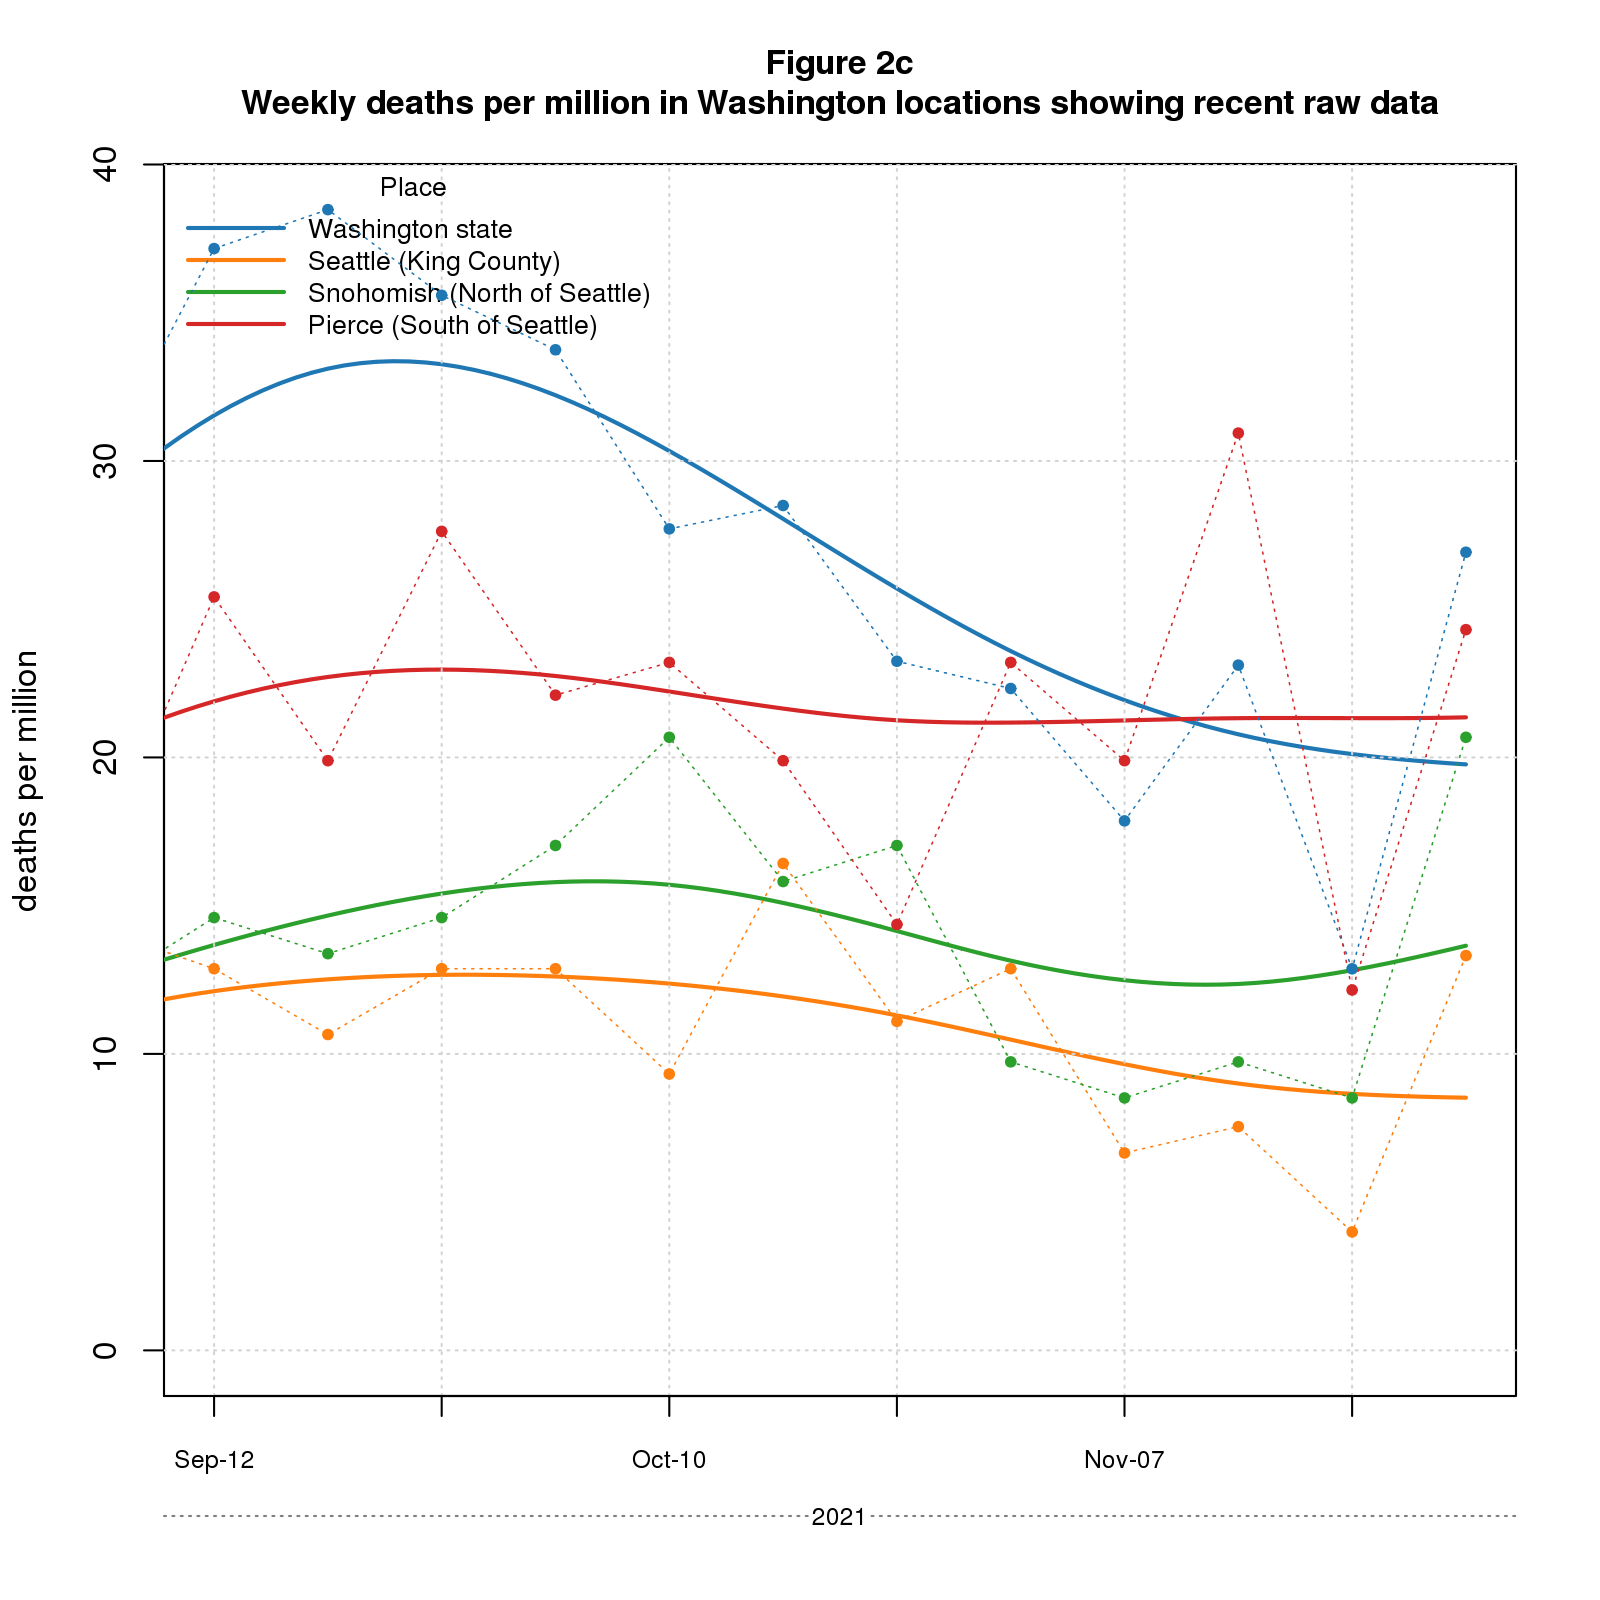 Figure 2c
Weekly deaths per million in Washington locations showing recent raw data
40
30
20
10
0
deaths per million
Place
Washington state
Seattle (King County)
Snohomish (North of Seattle)
Pierce (South of Seattle)
Sep-12
Oct-10
Nov-07
2021